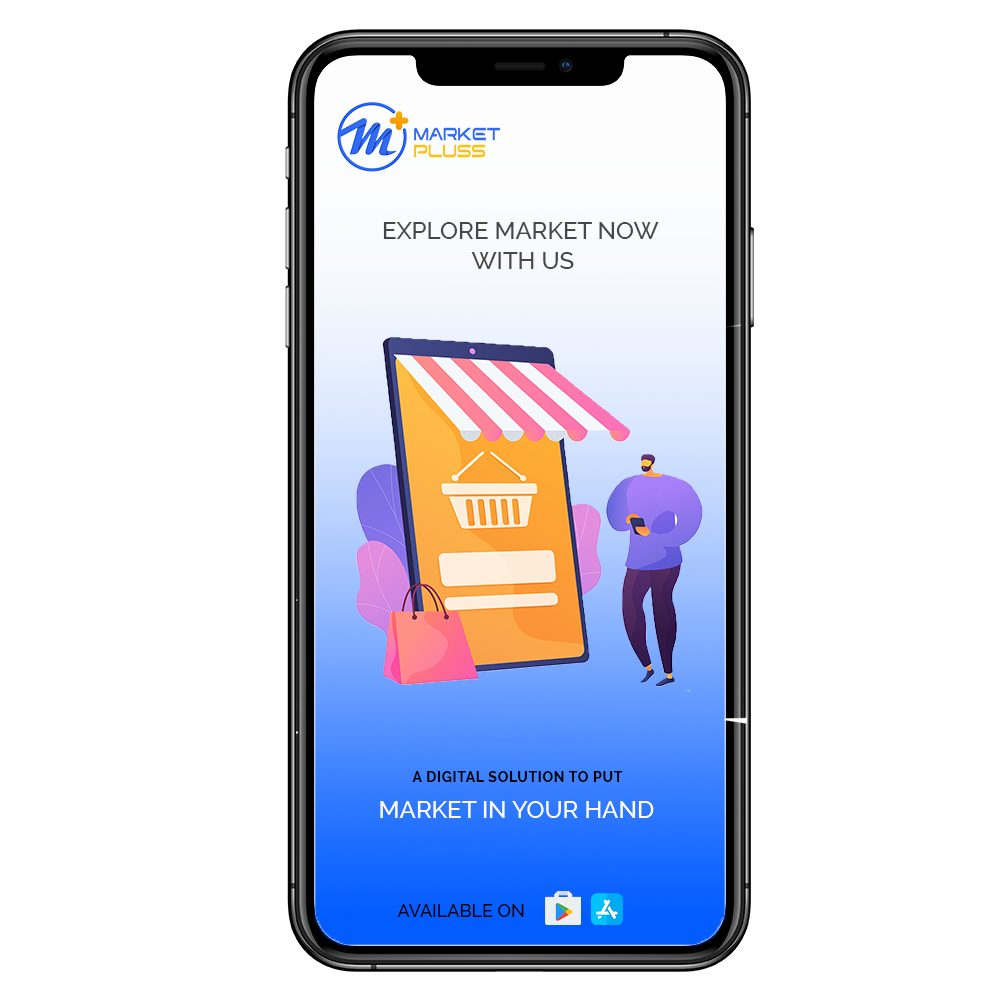 m
MARKET
PLUSS
EXPLORE MARKET NOW
WITH US
A DIGITAL SOLUTION TO PUT
MARKET IN YOUR HAND
AVAILABLE ON